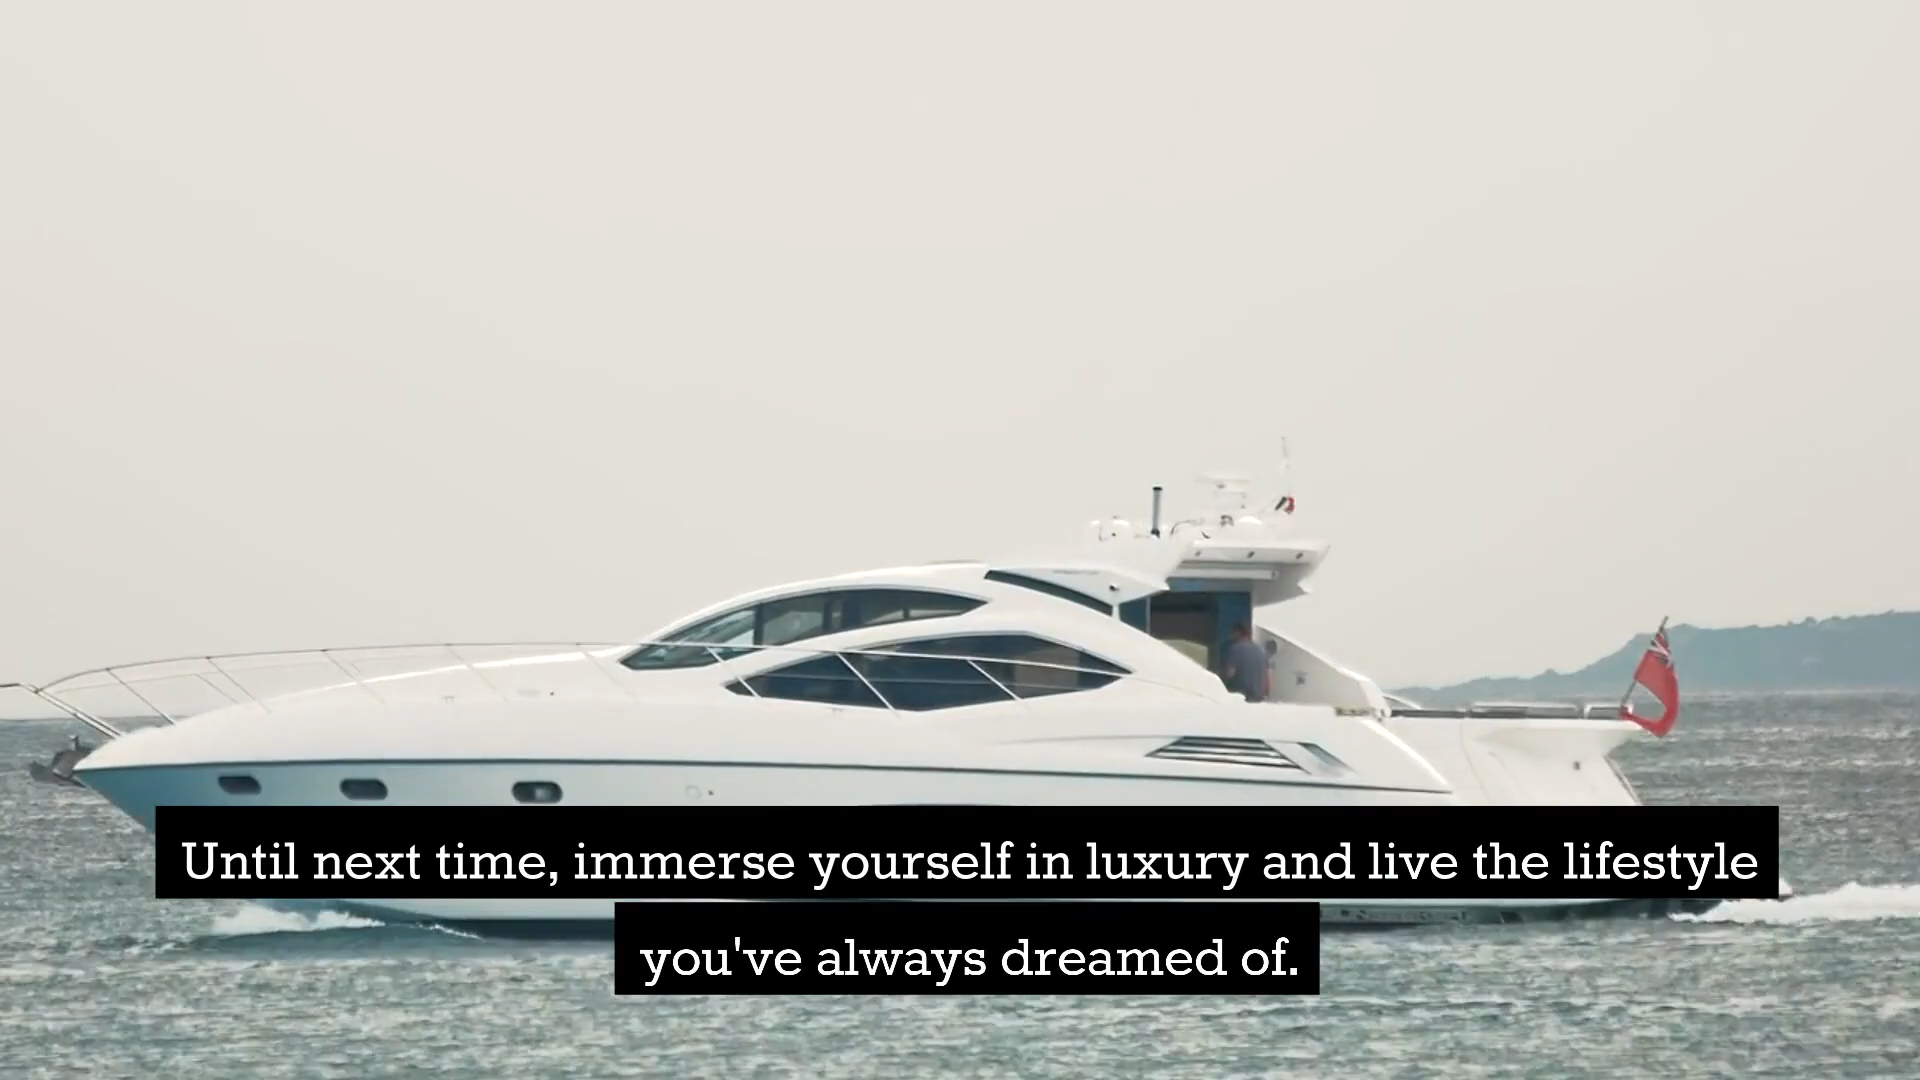 Until next time, immerse yourself in luxury and live the lifestyle
you've always dreamed of.